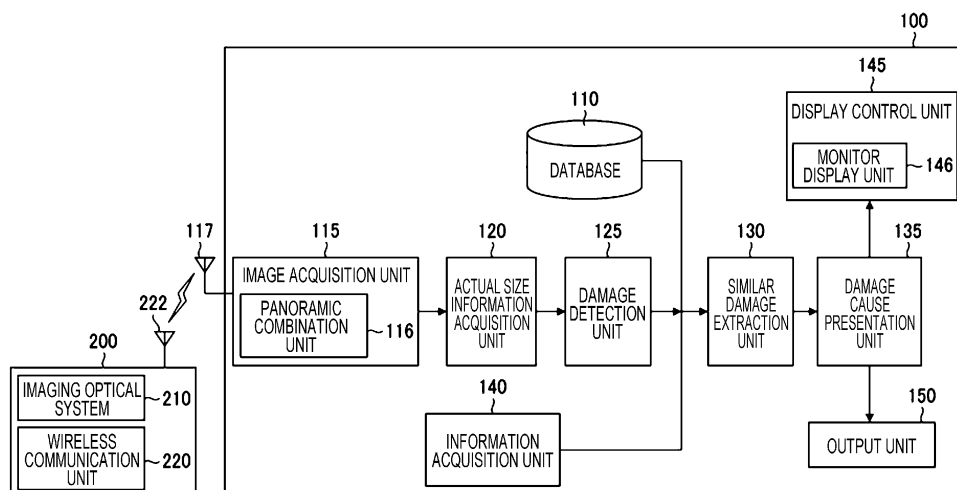 100
145
DISPLAY CONTROL UNIT
MONITOR
DISPLAY UNIT
146
110
DATABASE
117
115
IMAGE ACQUISITION UNIT
PANORAMIC
COMBINATION
UNIT
116
120
ACTUAL SIZE
INFORMATION
ACQUISITION
UNIT
125
DAMAGE
DETECTION
UNIT
130
SIMILAR
DAMAGE
EXTRACTION
UNIT
135
DAMAGE
CAUSE
PRESENTATION
UNIT
222
200
IMAGING OPTICAL
SYSTEM
210
WIRELESS
COMMUNICATION
UNIT
220
140
INFORMATION
ACQUISITION UNIT
150
OUTPUT UNIT